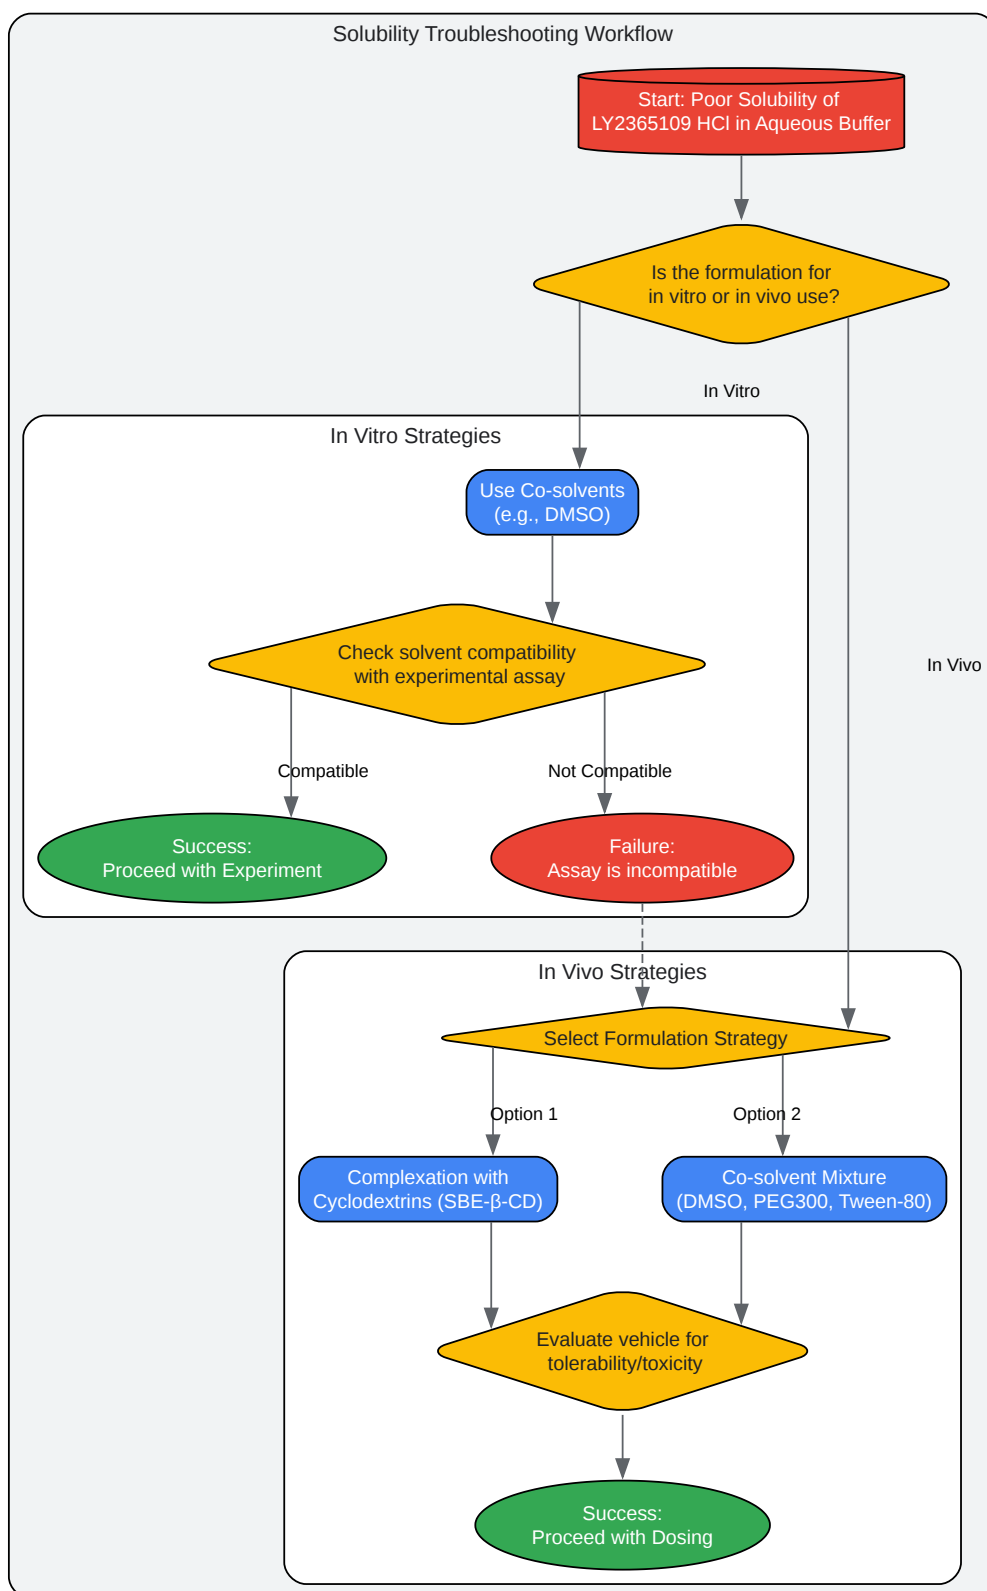 Solubility Troubleshooting Workflow
Start: Poor Solubility of
LY2365109 HCl in Aqueous Buffer
Is the formulation for
in vitro or in vivo use?
In Vitro
In Vitro Strategies
Use Co-solvents
(e.g., DMSO)
Check solvent compatibility
with experimental assay
In Vivo
Compatible
Not Compatible
Success:
Proceed with Experiment
Failure:
Assay is incompatible
In Vivo Strategies
Select Formulation Strategy
Option 1
Option 2
Complexation with
Cyclodextrins (SBE-β-CD)
Co-solvent Mixture
(DMSO, PEG300, Tween-80)
Evaluate vehicle for
tolerability/toxicity
Success:
Proceed with Dosing